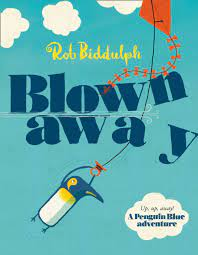 Rob Biddulph
Blown
away
Up, up, away!
A Penguin Blue
adventure